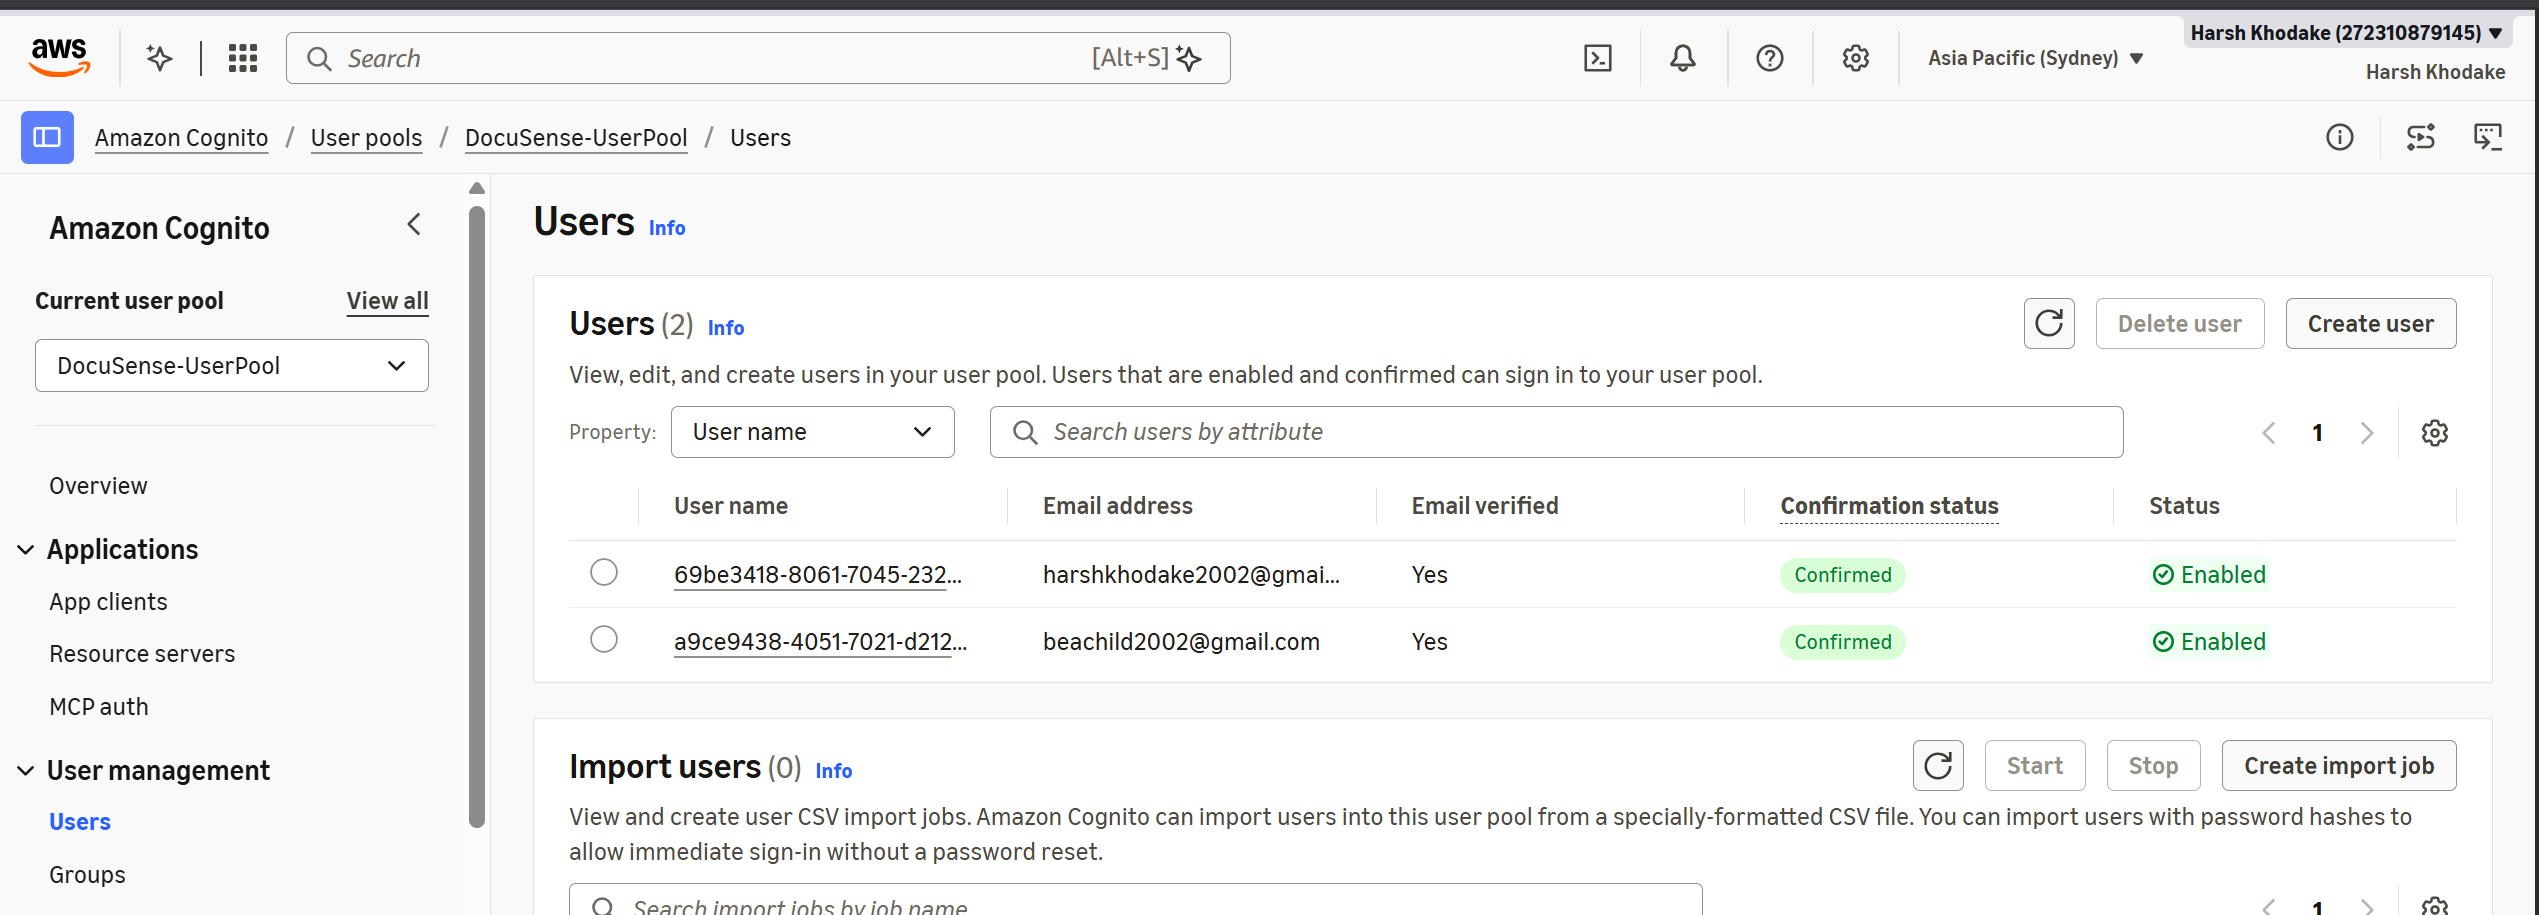 aws
Search [Alt+S]
Asia Pacific (Sydney)
Harsh Khodake (272310879145)
Harsh Khodake
Amazon Cognito / User pools / DocuSense-UserPool / Users
Amazon Cognito
Current user pool View all
DocuSense-UserPool
Overview
Applications
App clients
Resource servers
MCP auth
User management
Users
Groups
Users Info
Users (2) Info
Delete user
Create user
View, edit, and create users in your user pool. Users that are enabled and confirmed can sign in to your user pool.
Property: User name Search users by attribute 1
User name Email address Email verified Confirmation status Status
69be3418-8061-7045-232... harshkhodake2002@gmai... Yes Confirmed Enabled
a9ce9438-4051-7021-d212... beachild2002@gmail.com Yes Confirmed Enabled
Import users (0) Info
Start
Stop
Create import job
View and create user CSV import jobs. Amazon Cognito can import users into this user pool from a specially-formatted CSV file. You can import users with password hashes to
allow immediate sign-in without a password reset.
Search import jobs by job name 1